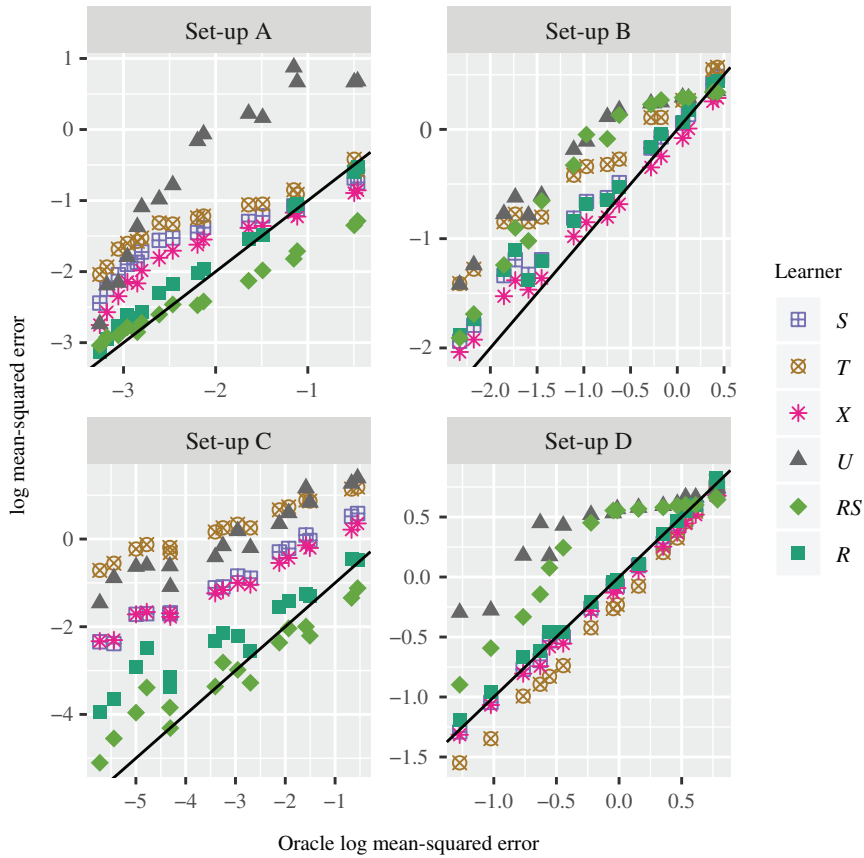 Set-up A
Set-up B
1
0
−1
−2
−3
−3
−2
−1
0
−1
−2
−2.0
−1.5
−1.0
−0.5
0.0
0.5
Set-up C
Set-up D
0
−2
−4
−5
−4
−3
−2
−1
0.5
0.0
−0.5
−1.0
−1.5
−1.0
−0.5
0.0
0.5
log mean-squared error
Oracle log mean-squared error
Learner
S
T
X
U
RS
R